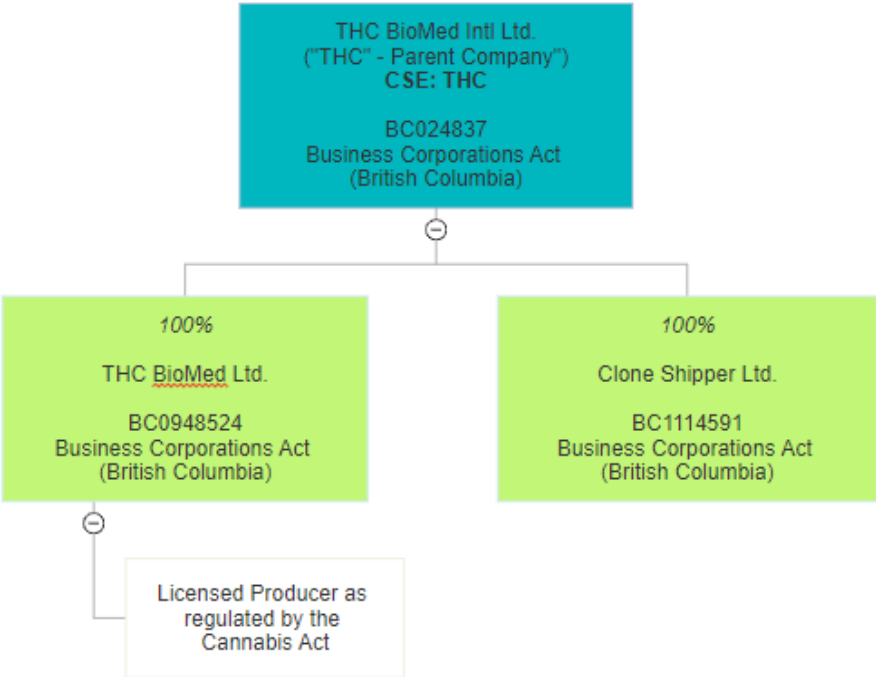 THC BioMed Intl Ltd.
("THC" - Parent Company")
CSE: THC
BC024837
Business Corporations Act
(British Columbia)
100%
THC BioMed Ltd.
BC0948524
Business Corporations Act
(British Columbia)
100%
Clone Shipper Ltd.
BC1114591
Business Corporations Act
(British Columbia)
Licensed Producer as
regulated by the
Cannabis Act